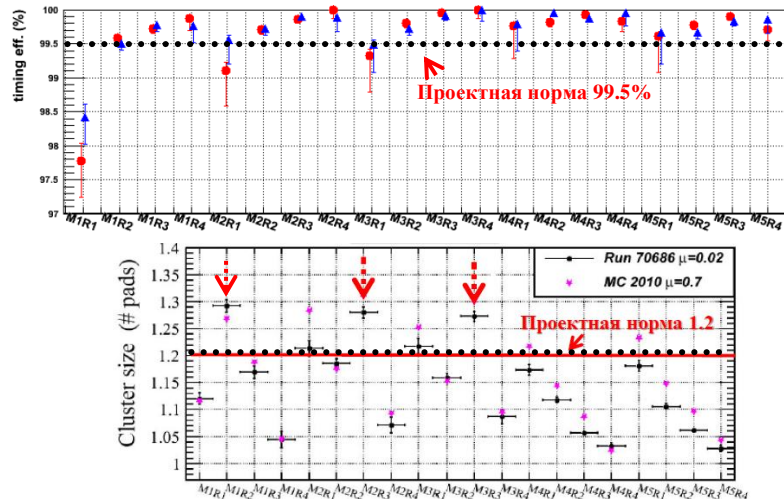 timing eff. (%)
100
99.5
99
98.5
98
97.5
97
Проектная норма 99.5%
M1R1 M1R2 M1R3 M1R4 M2R1 M2R2 M2R3 M2R4 M3R1 M3R2 M3R3 M3R4 M4R1 M4R2 M4R3 M4R4 M5R1 M5R2 M5R3 M5R4
Cluster size (# pads)
1.4
1.35
1.3
1.25
1.2
1.15
1.1
1.05
1
Run 70686 μ=0.02
MC 2010 μ=0.7
Проектная норма 1.2
M1R1 M1R2 M1R3 M1R4 M2R1 M2R2 M2R3 M2R4 M3R1 M3R2 M3R3 M3R4 M4R1 M4R2 M4R3 M4R4 M5R1 M5R2 M5R3 M5R4